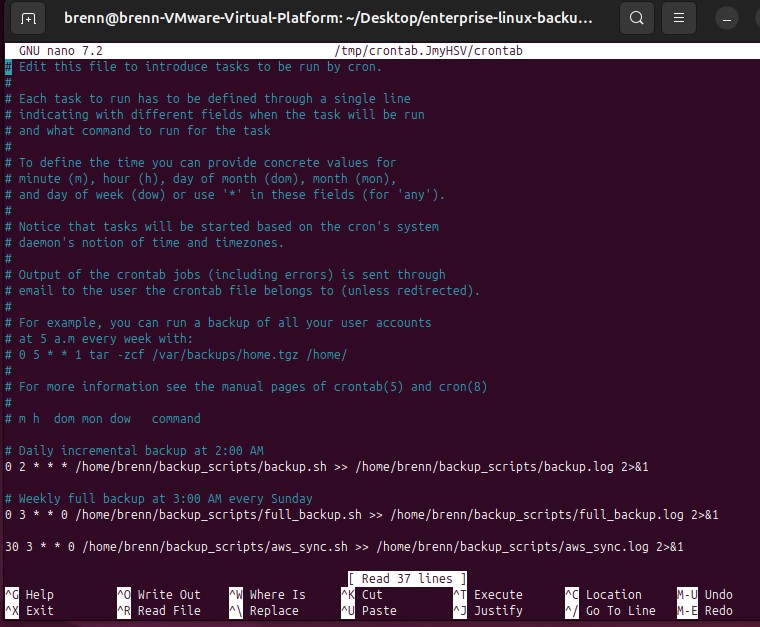 brenn@brenn-VMware-Virtual-Platform: ~/Desktop/enterprise-linux-backu...
GNU nano 7.2 /tmp/crontab.JmyHSV/crontab
# Edit this file to introduce tasks to be run by cron.
#
# Each task to run has to be defined through a single line
# indicating with different fields when the task will be run
# and what command to run for the task
#
# To define the time you can provide concrete values for
# minute (m), hour (h), day of month (dom), month (mon),
# and day of week (dow) or use '*' in these fields (for 'any').
#
# Notice that tasks will be started based on the cron's system
# daemon's notion of time and timezones.
#
# Output of the crontab jobs (including errors) is sent through
# email to the user the crontab file belongs to (unless redirected).
#
# For example, you can run a backup of all your user accounts
# at 5 a.m every week with:
# 0 5 * * 1 tar -zcf /var/backups/home.tgz /home/
#
# For more information see the manual pages of crontab(5) and cron(8)
#
# m h  dom mon dow   command
# Daily incremental backup at 2:00 AM
0 2 * * * /home/brenn/backup_scripts/backup.sh >> /home/brenn/backup_scripts/backup.log 2>&1
# Weekly full backup at 3:00 AM every Sunday
0 3 * * 0 /home/brenn/backup_scripts/full_backup.sh >> /home/brenn/backup_scripts/full_backup.log 2>&1
30 3 * * 0 /home/brenn/backup_scripts/aws_sync.sh >> /home/brenn/backup_scripts/aws_sync.log 2>&1
[ Read 37 lines ]
^G Help ^O Write Out ^W Where Is ^K Cut ^T Execute ^C Location M-U Undo
^X Exit ^R Read File ^\ Replace ^U Paste ^J Justify ^/ Go To Line M-E Redo